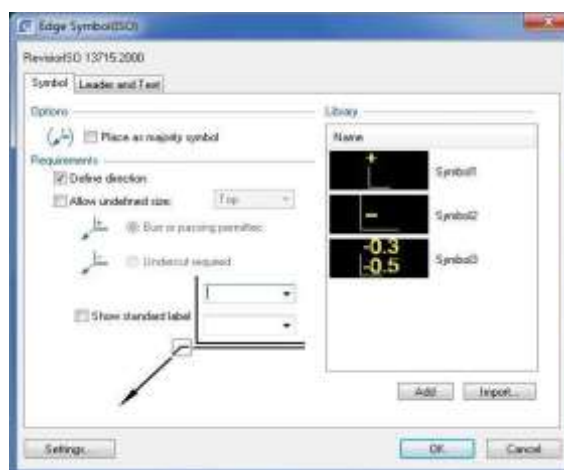 Edge Symbol(ISO)
RevisionISO 13715:2000
Symbol Leader and Text
Options
Place as majority symbol
Requirements
Define direction
Allow undefined size: Top
Burr or passing permitted
Undercut required
Show standard label
Library
Name
+
Symbol1
-
Symbol2
-0.3
-0.5
Symbol3
Add Import...
Settings... OK Cancel